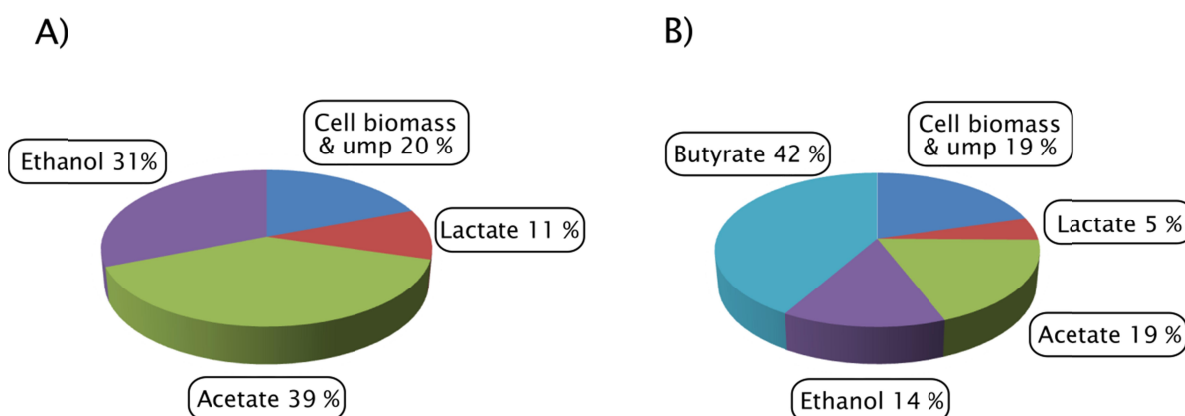 A)
B)
Cell biomass
& ump 20 %
Ethanol 31%
Lactate 11 %
Acetate 39 %
Cell biomass
& ump 19 %
Butyrate 42 %
Lactate 5 %
Acetate 19 %
Ethanol 14 %